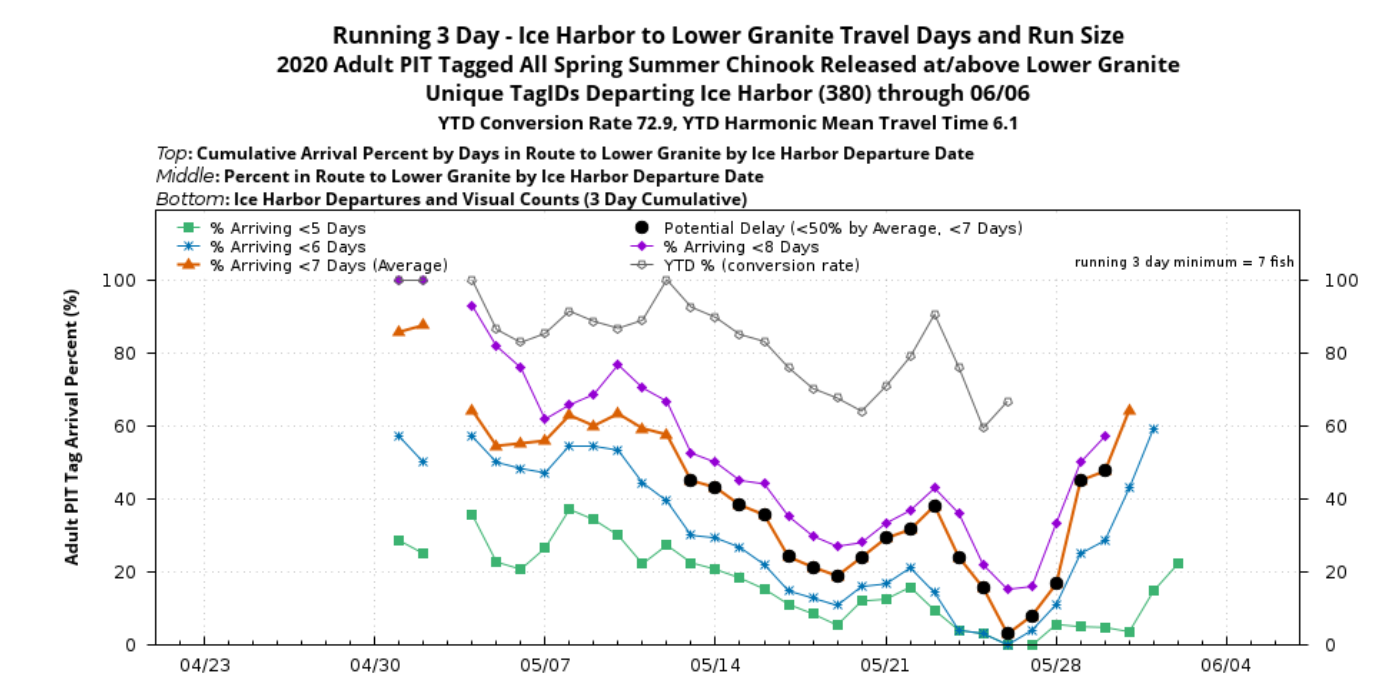 Running 3 Day - Ice Harbor to Lower Granite Travel Days and Run Size
2020 Adult PIT Tagged All Spring Summer Chinook Released at/above Lower Granite
Unique TagIDs Departing Ice Harbor (380) through 06/06
YTD Conversion Rate 72.9, YTD Harmonic Mean Travel Time 6.1
Top: Cumulative Arrival Percent by Days in Route to Lower Granite by Ice Harbor Departure Date
Middle: Percent in Route to Lower Granite by Ice Harbor Departure Date
Bottom: Ice Harbor Departures and Visual Counts (3 Day Cumulative)
% Arriving <5 Days
% Arriving <6 Days
% Arriving <7 Days (Average)
Potential Delay (<50% by Average, <7 Days)
% Arriving <8 Days
YTD % (conversion rate)
running 3 day minimum = 7 fish
Adult PIT Tag Arrival Percent (%)
100 100
80 80
60 60
40 40
20 20
0 0
04/23 04/30 05/07 05/14 05/21 05/28 06/04